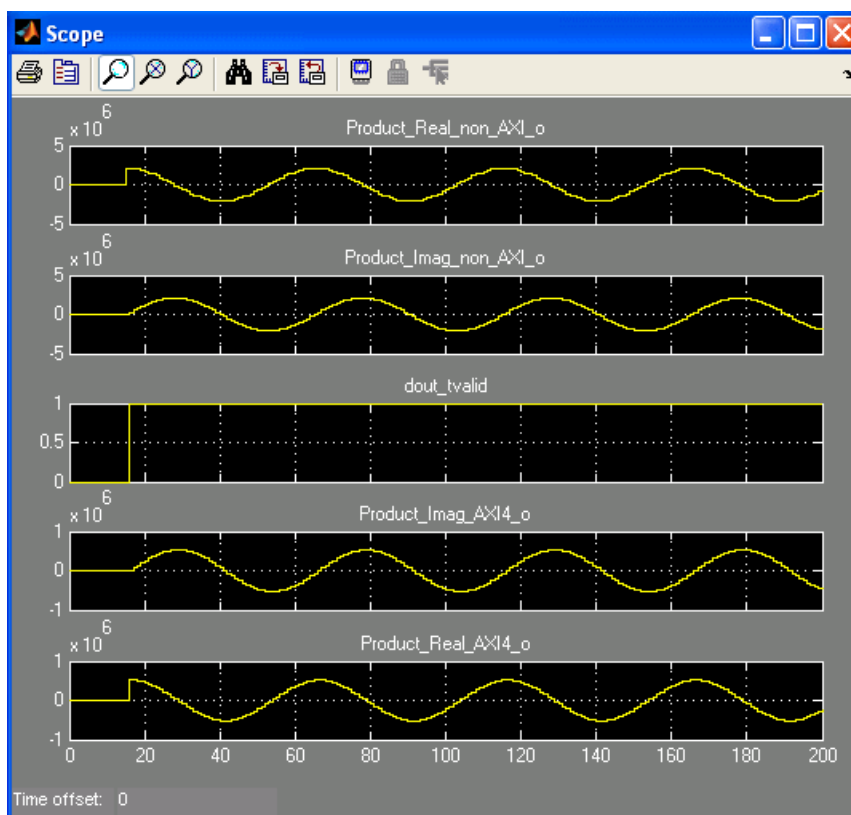 Scope
x 10
6
Product_Real_non_AXI_o
5
0
-5
x 10
6
Product_Imag_non_AXI_o
5
0
-5
dout_tvalid
1
0.5
0
x 10
6
Product_Imag_AXI4_o
1
0
-1
x 10
6
Product_Real_AXI4_o
1
0
-1
0 20 40 60 80 100 120 140 160 180 200
Time offset: 0